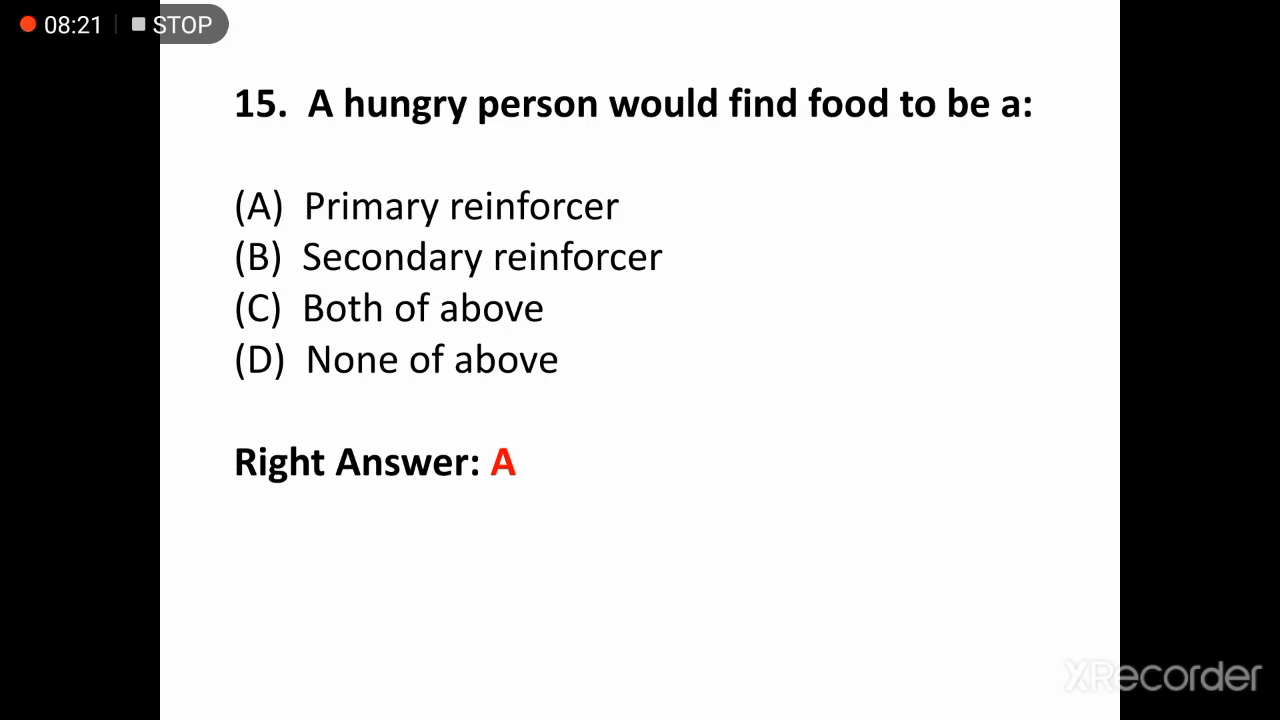 08:21 STOP
15. A hungry person would find food to be a:
(A) Primary reinforcer
(B) Secondary reinforcer
(C) Both of above
(D) None of above
Right Answer: A
XRecorder